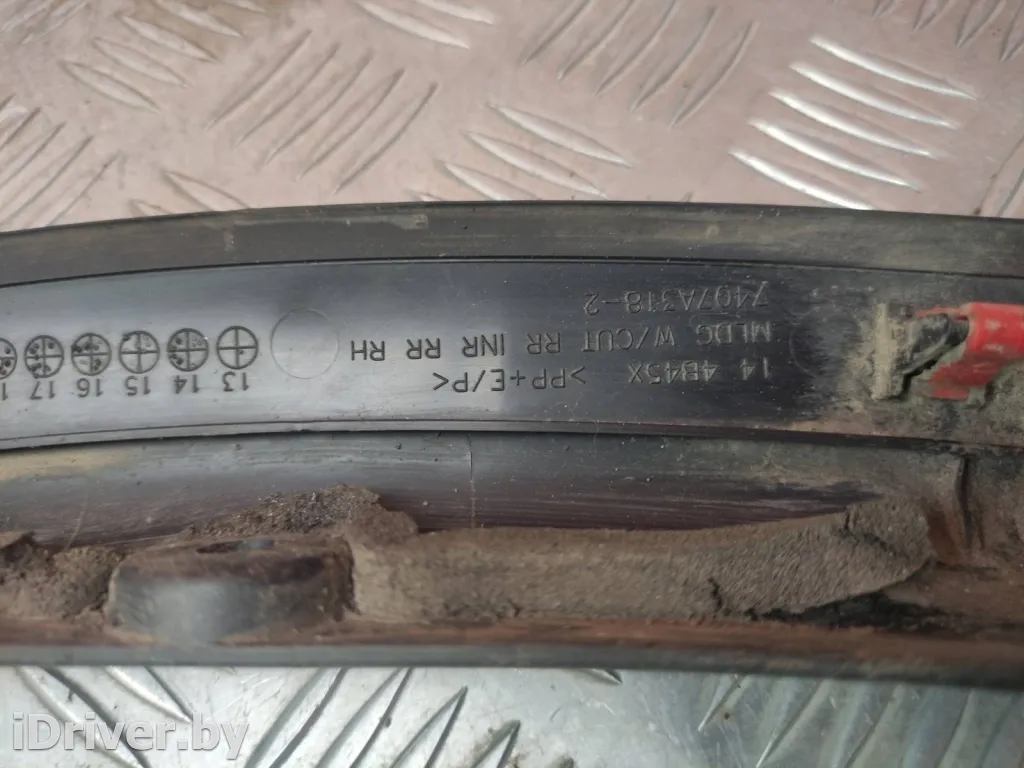 14 4B45X
MLDG W/CUT RR INR RR RH
7407A318-2
>PP+E/P<
13 14 15 16 17
iDriver.by